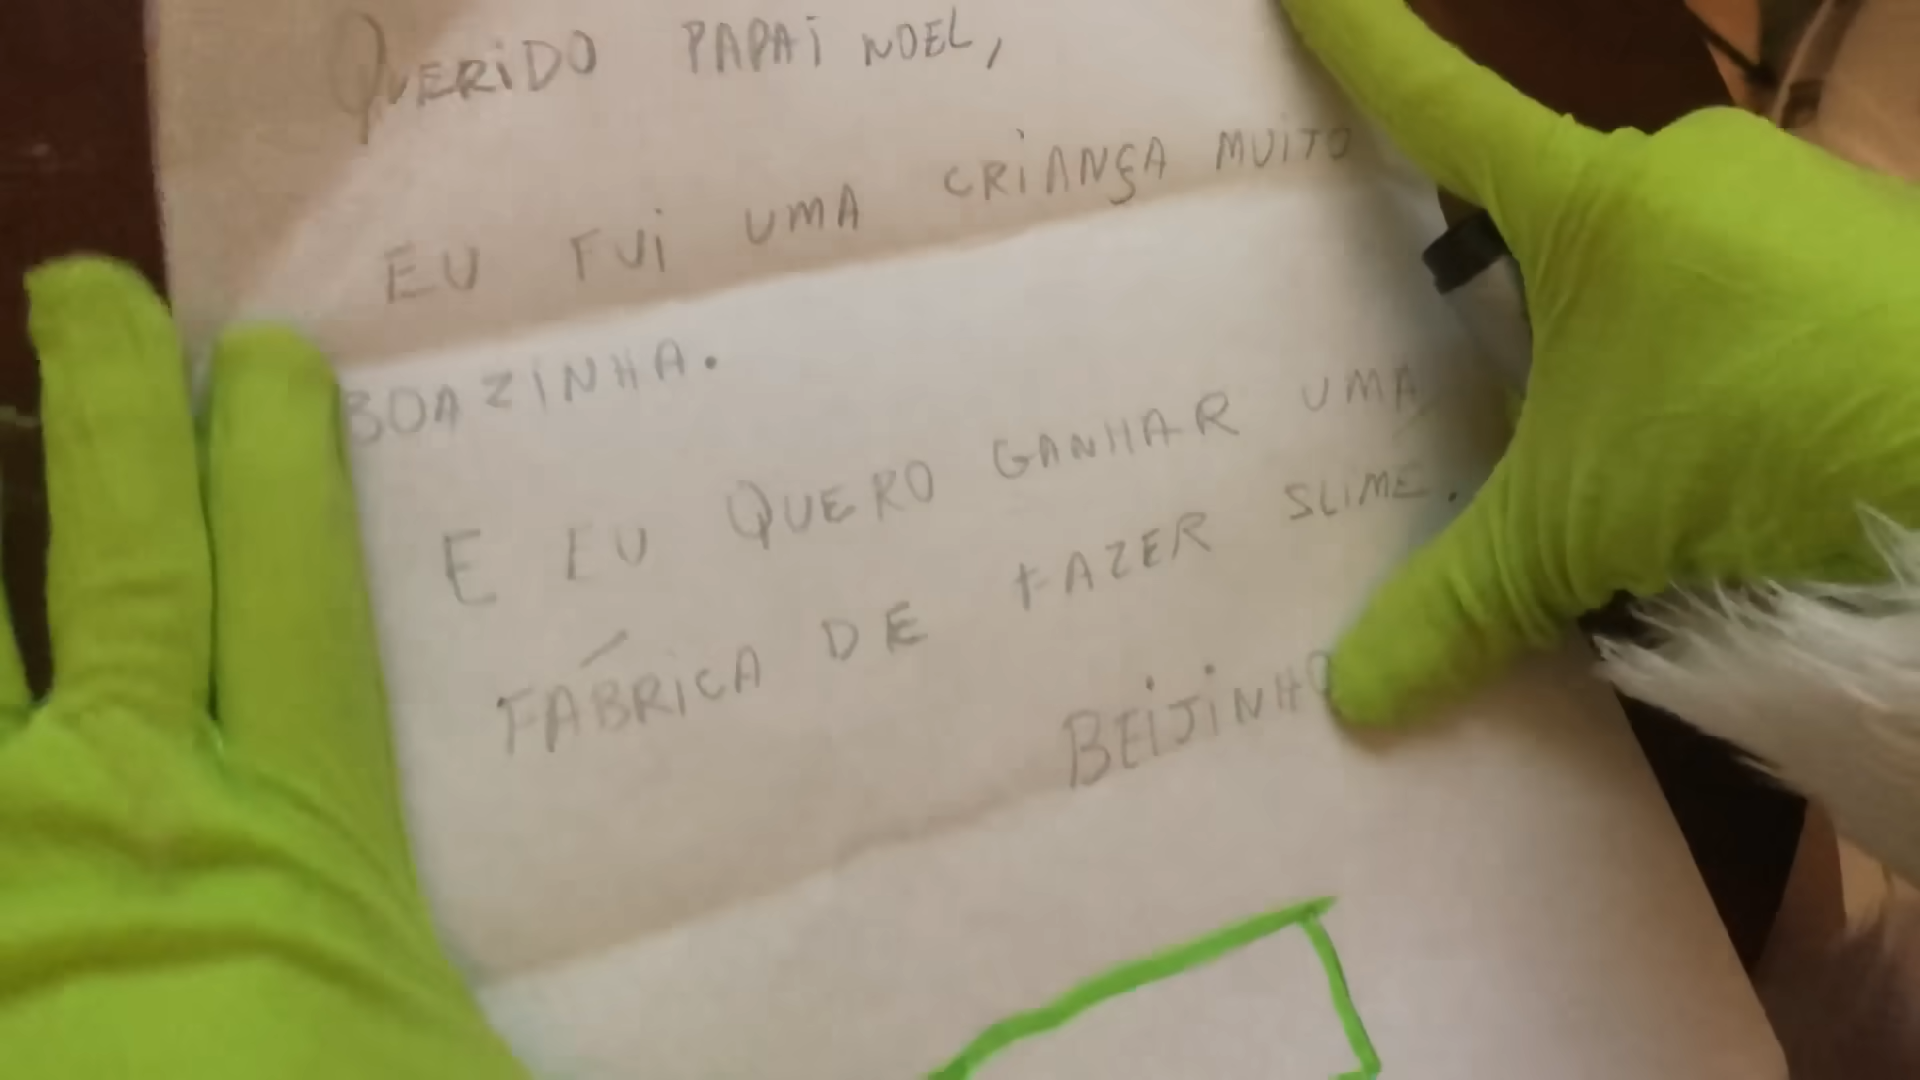 QUERIDO PAPAI NOEL,
EU FUI UMA CRIANÇA MUITO
BOAZINHA.
E EU QUERO GANHAR UMA
FÁBRICA DE FAZER SLIME.
BEIJINHO